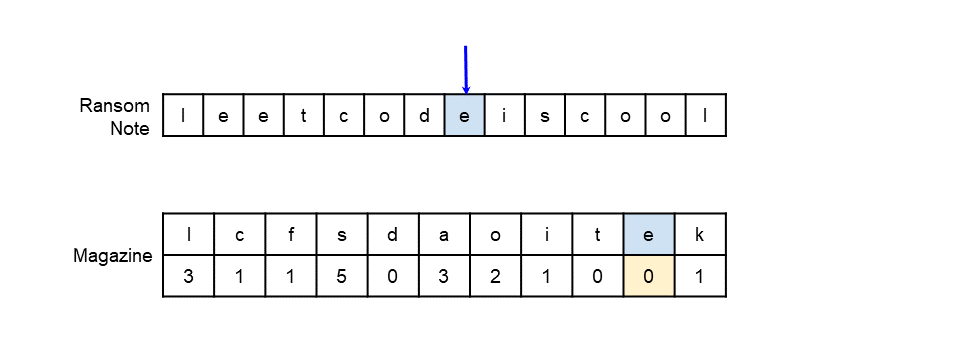 Ransom
Note
l e e t c o d e i s c o o l
Magazine
l c f s d a o i t e k
3 1 1 5 0 3 2 1 0 0 1